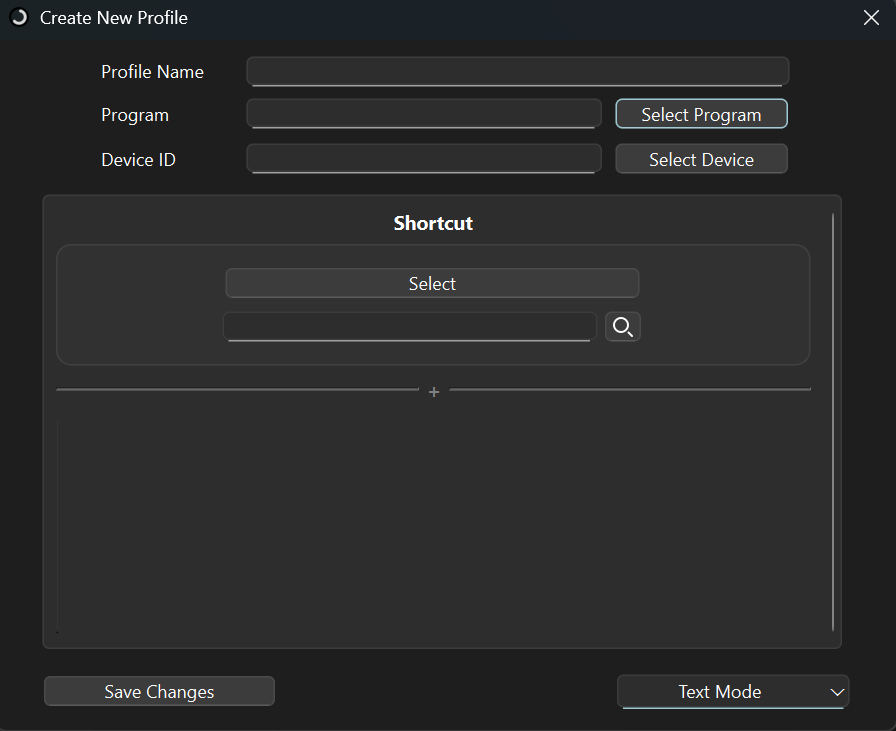 Create New Profile
Profile Name
Program Select Program
Device ID Select Device
Shortcut
Select
+
Save Changes Text Mode